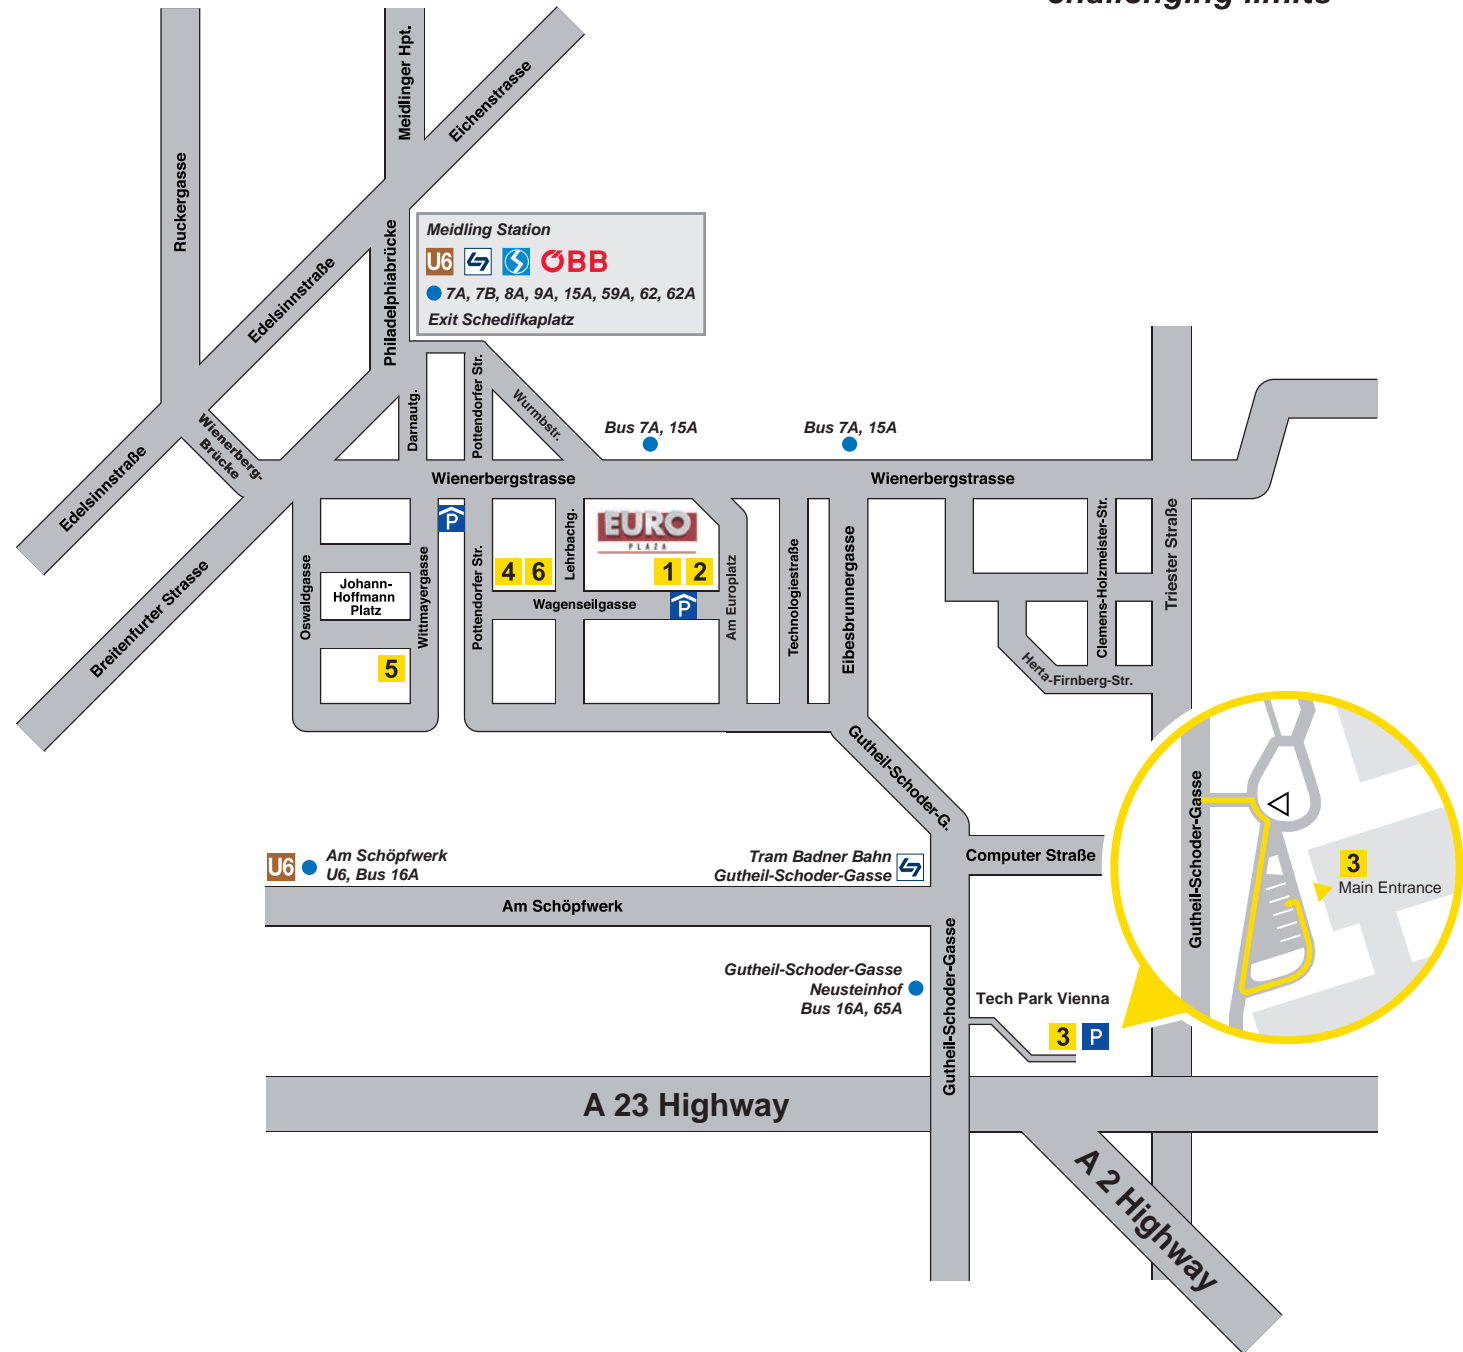 challenging limits
Meidlinger Hpt.
Eichenstrasse
Ruckergasse
Edelsinnstraße
Philadelphiabrücke
Meidling Station
U6
ÖBB
7A, 7B, 8A, 9A, 15A, 59A, 62, 62A
Exit Schedifkaplatz
Darnautg.
Pottendorfer Str.
Wurmbstr.
Bus 7A, 15A
Bus 7A, 15A
Wienerberg-
Brücke
Edelsinnstraße
Wienerbergstrasse
Wienerbergstrasse
Breitenfurter Strasse
Oswaldgasse
Johann-
Hoffmann
Platz
Wittmayergasse
5
P
Pottendorfer Str.
4 6
Lehrbachg.
EURO
PLAZA
1 2
Wagenseilgasse
P
Am Europlatz
Technologiestraße
Eibesbrunnergasse
Clemens-Holzmeister-Str.
Triester Straße
Herta-Firnberg-Str.
Gutheil-Schoder-G.
Gutheil-Schoder-Gasse
3
Main Entrance
U6
Am Schöpfwerk
U6, Bus 16A
Tram Badner Bahn
Gutheil-Schoder-Gasse
Computer Straße
Am Schöpfwerk
Gutheil-Schoder-Gasse
Neusteinhof
Bus 16A, 65A
Gutheil-Schoder-Gasse
Tech Park Vienna
3 P
A 23 Highway
A 2 Highway